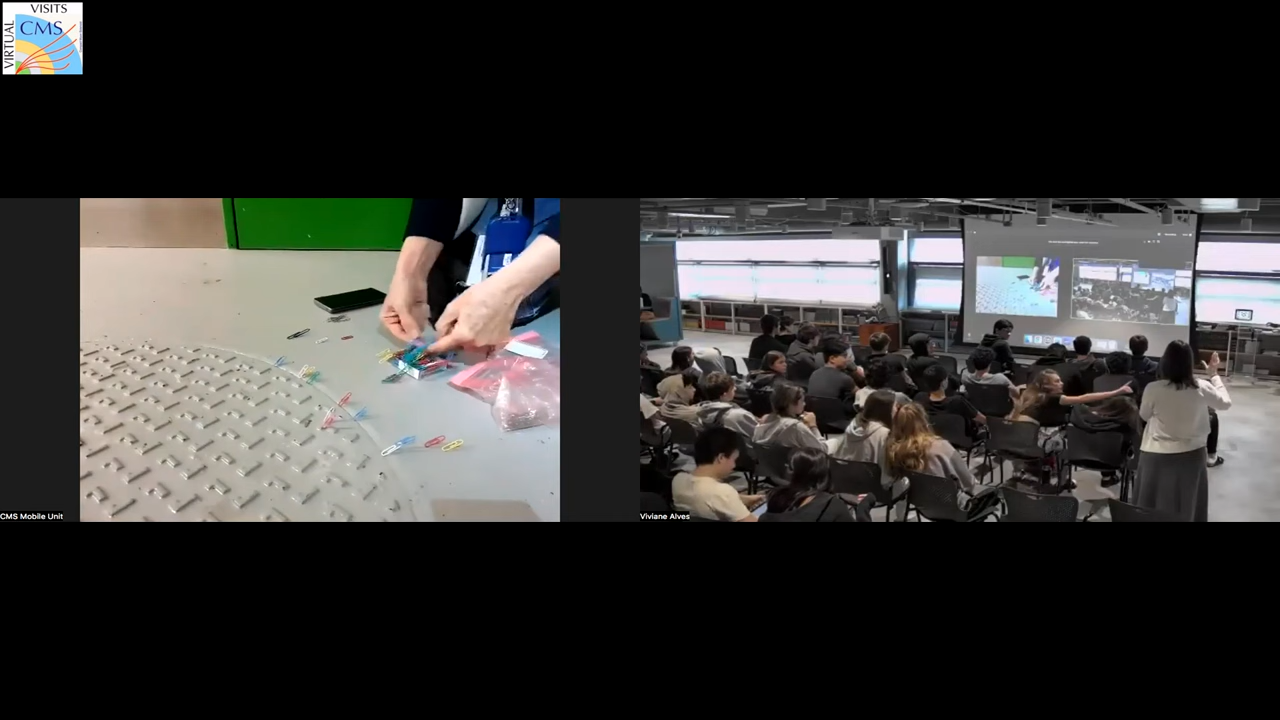 VISITS
CMS
VIRTUAL
CMS Mobile Unit
Viviane Alves